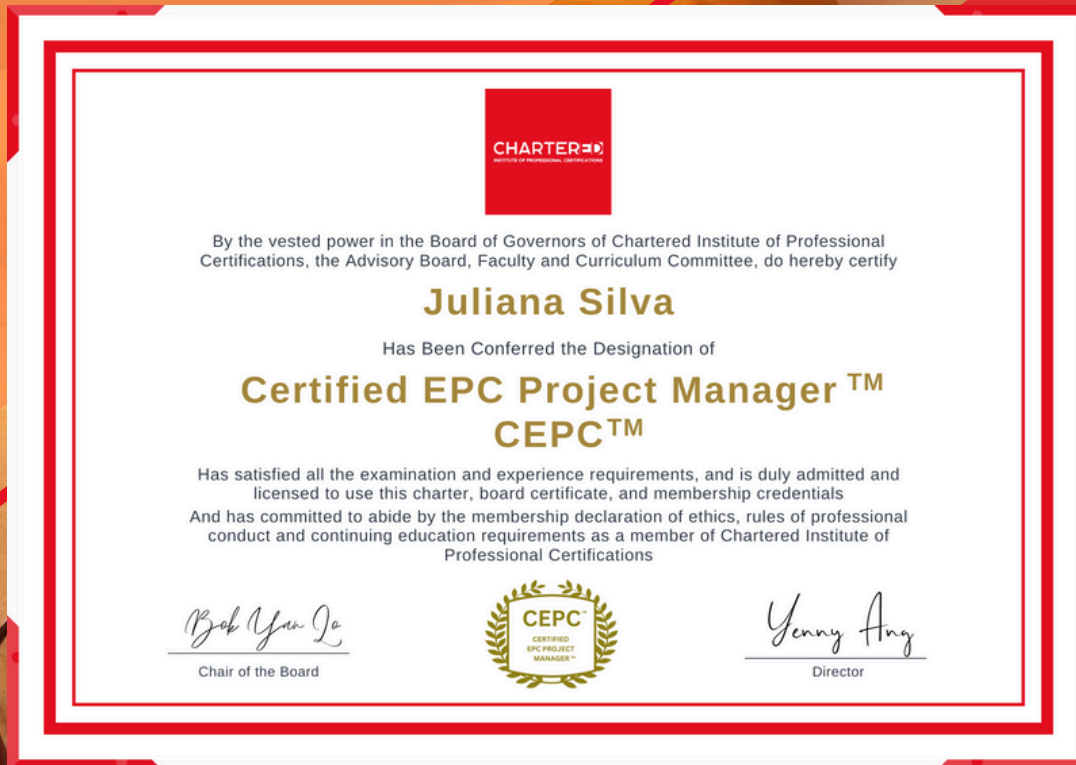 CHARTERED
INSTITUTE OF PROFESSIONAL CERTIFICATIONS
By the vested power in the Board of Governors of Chartered Institute of Professional
Certifications, the Advisory Board, Faculty and Curriculum Committee, do hereby certify
Juliana Silva
Has Been Conferred the Designation of
Certified EPC Project Manager ™
CEPC™
Has satisfied all the examination and experience requirements, and is duly admitted and
licensed to use this charter, board certificate, and membership credentials
And has committed to abide by the membership declaration of ethics, rules of professional
conduct and continuing education requirements as a member of Chartered Institute of
Professional Certifications
Bok Yan Lo
Chair of the Board
CEPC™
CERTIFIED
EPC PROJECT
MANAGER™
Yenny Ang
Director